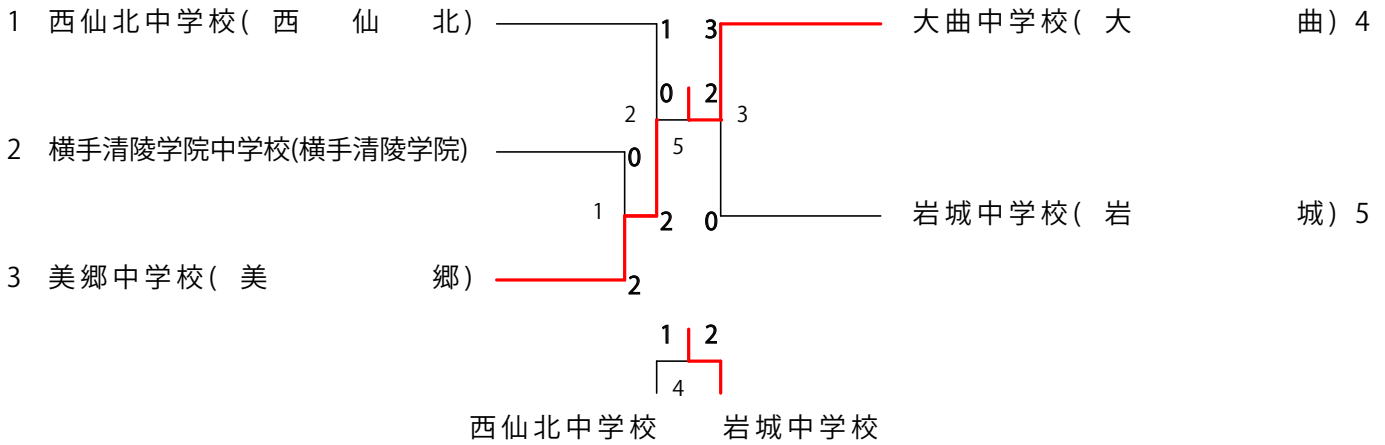 1 西仙北中学校( 西 仙 北) 1 3 大曲中学校( 大 曲) 4
0 2
2 3
2 横手清陵学院中学校(横手清陵学院) 0 5
1 2 0 岩城中学校( 岩 城) 5
3 美郷中学校( 美 郷) 2
1 2
4
西仙北中学校 岩城中学校